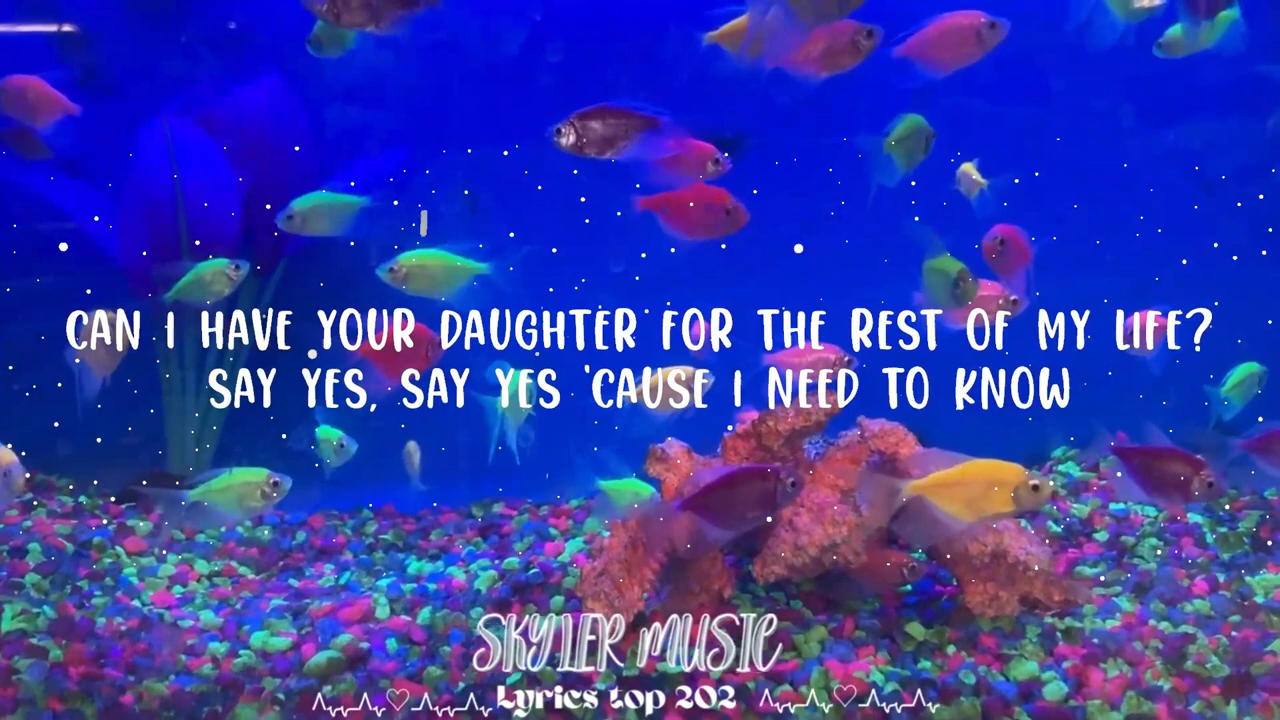 CAN I HAVE YOUR DAUGHTER FOR THE REST OF MY LIFE?
SAY YES, SAY YES 'CAUSE I NEED TO KNOW
SKYLER MUSIC
Lyrics top 202